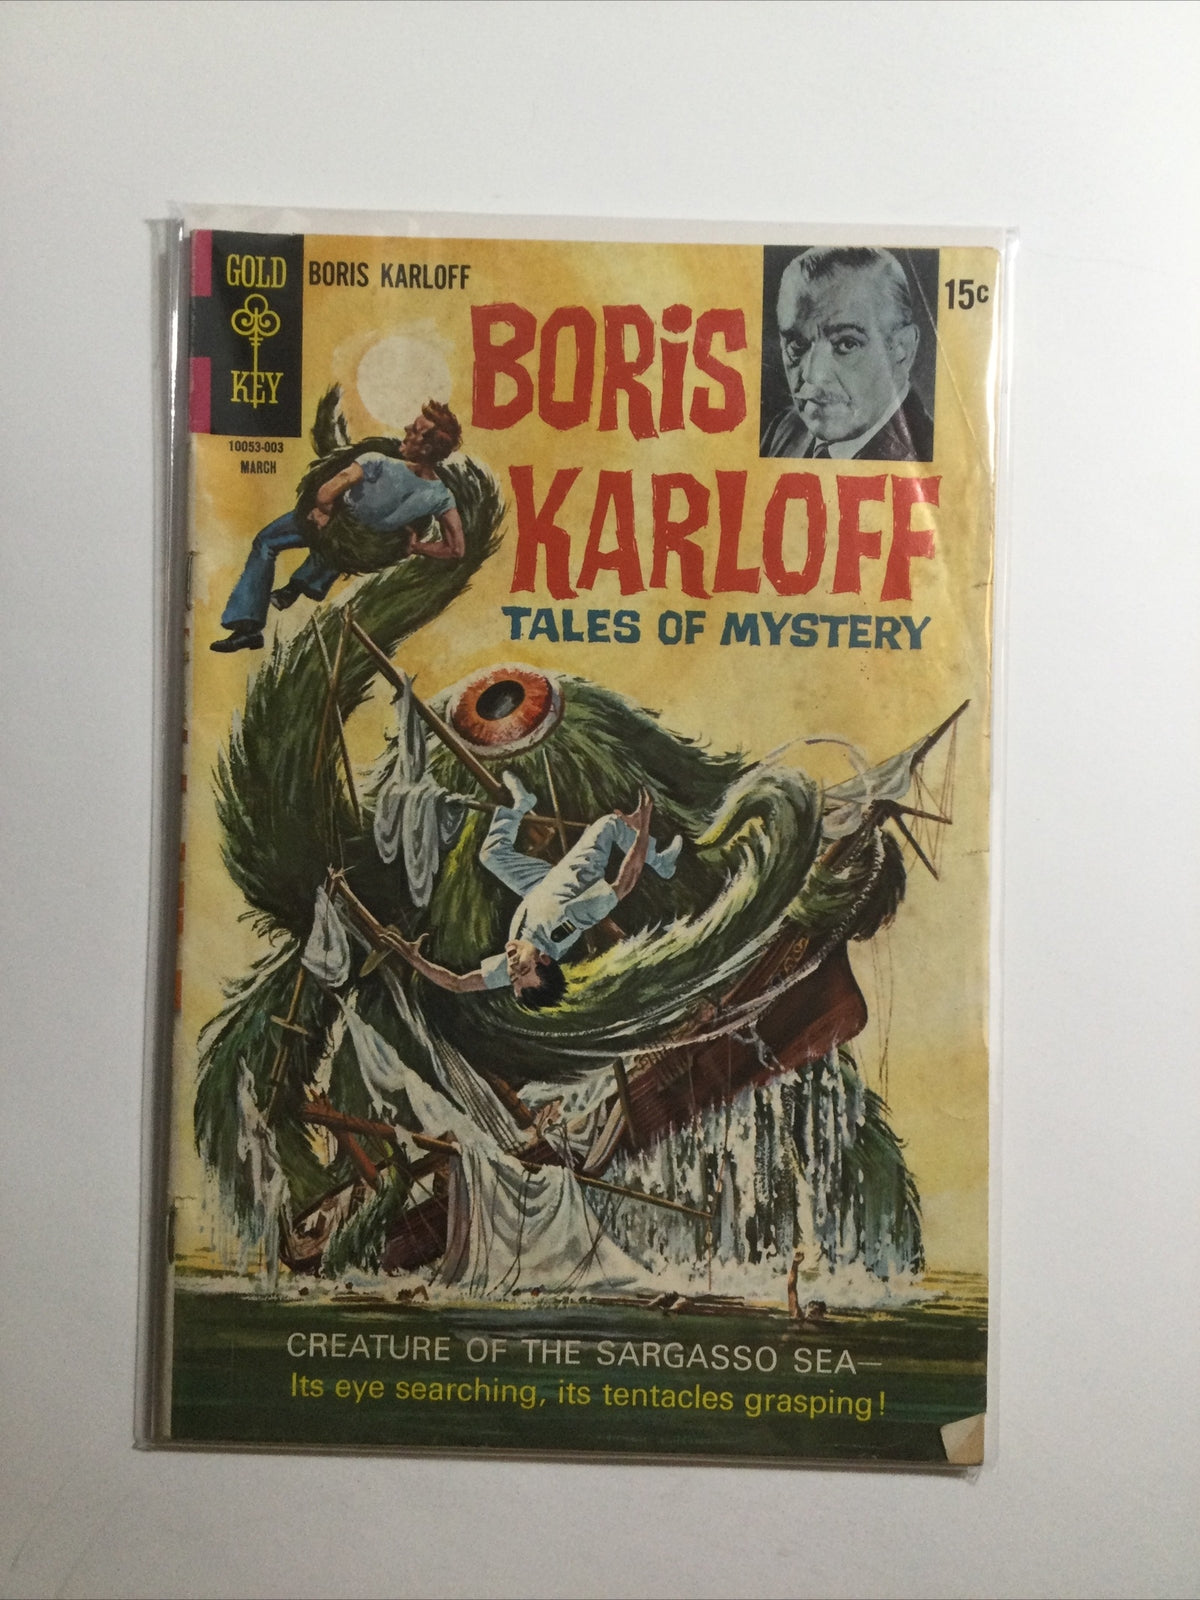 GOLD
KEY
BORIS KARLOFF
15c
BORiS
KARLOFF
TALES OF MYSTERY
10053-003
MARCH
CREATURE OF THE SARGASSO SEA—
Its eye searching, its tentacles grasping!